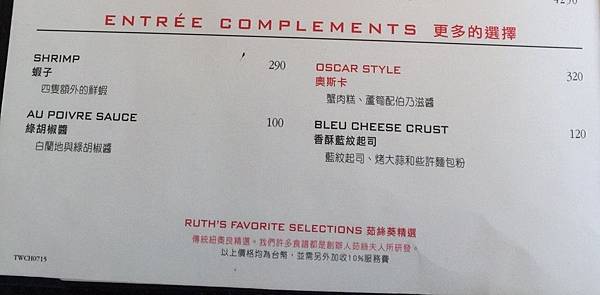 ENTRÉE COMPLEMENTS 更多的選擇
SHRIMP 290
蝦子
四隻額外的鮮蝦
AU POIVRE SAUCE 100
綠胡椒醬
白蘭地與綠胡椒醬
OSCAR STYLE 320
奧斯卡
蟹肉糕、蘆筍配伯乃滋醬
BLEU CHEESE CRUST 120
香酥藍紋起司
藍紋起司、烤大蒜和些許麵包粉
RUTH'S FAVORITE SELECTIONS 茹絲葵精選
傳統紐奧良精選。我們許多食譜都是創辦人茹絲夫人所研發。
以上價格均為台幣，並需另外加收10%服務費
TWCH0715